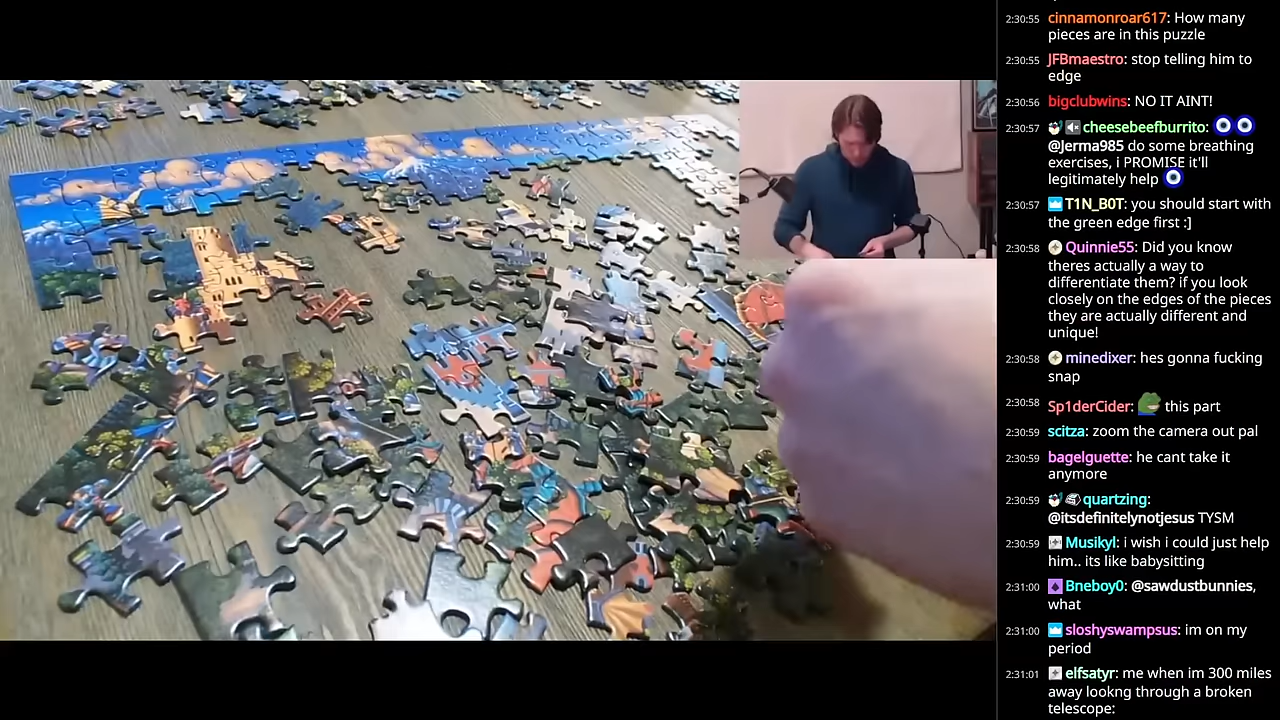 2:30:55 cinnamonroar617: How many
pieces are in this puzzle
2:30:55 JFBmaestro: stop telling him to
edge
2:30:56 bigclubwins: NO IT AINT!
2:30:57 cheesebeefburrito:
@Jerma985 do some breathing
exercises, i PROMISE it'll
legitimately help
2:30:57 T1N_B0T: you should start with
the green edge first :]
2:30:58 Quinnie55: Did you know
theres actually a way to
differentiate them? if you look
closely on the edges of the pieces
they are actually different and
unique!
2:30:58 minedixer: hes gonna fucking
snap
2:30:58 Sp1derCider: this part
2:30:59 scitza: zoom the camera out pal
2:30:59 bagelguette: he cant take it
anymore
2:30:59 quartzing:
@itsdefinitelynotjesus TYSM
2:30:59 Musikyl: i wish i could just help
him.. its like babysitting
2:31:00 Bneboy0: @sawdustbunnies,
what
2:31:00 sloshyswampsus: im on my
period
2:31:01 elfsatyr: me when im 300 miles
away lookng through a broken
telescope: